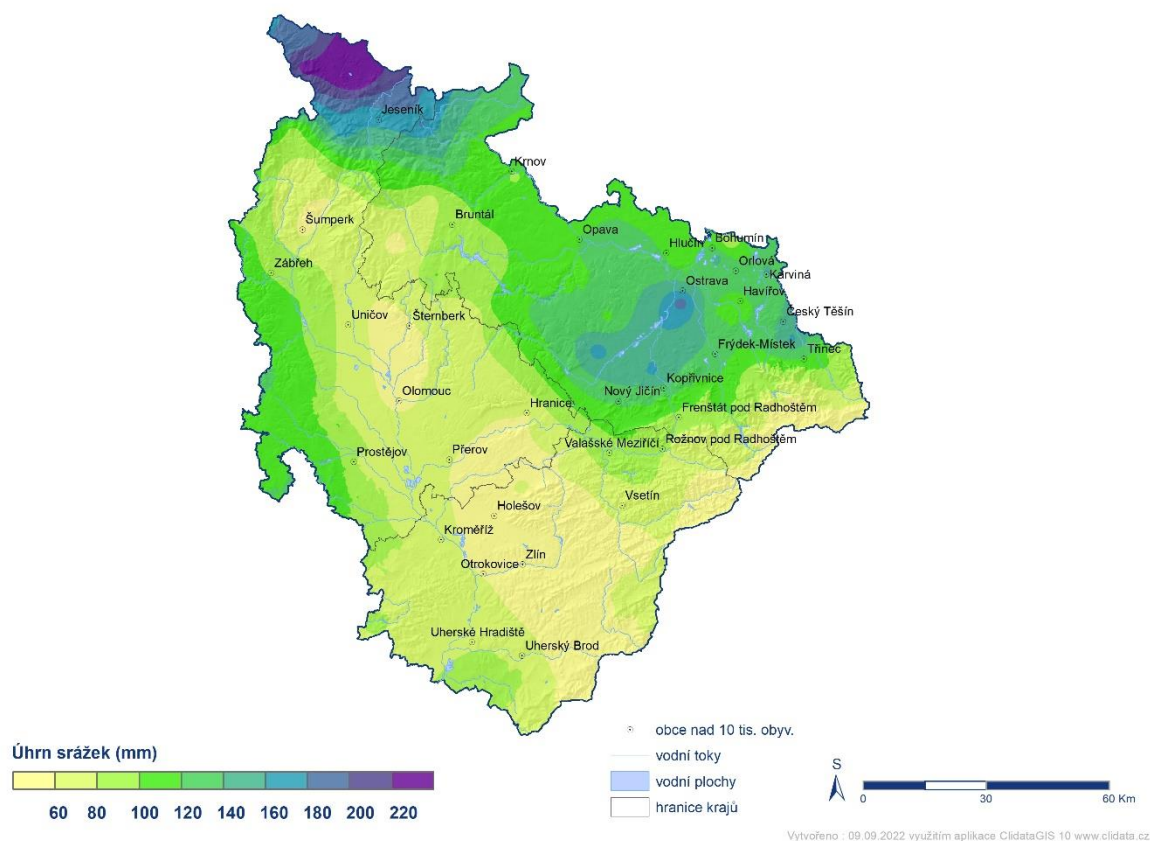 Jeseník
Krnov
Šumperk
Bruntál
Opava
Hlučín
Bohumín
Zábřeh
Orlová
Karviná
Ostrava
Havířov
Uničov
Šternberk
Český Těšín
Frýdek-Místek
Třinec
Olomouc
Nový Jičín
Kopřivnice
Hranice
Frenštát pod Radhoštěm
Valašské Meziříčí
Rožnov pod Radhoštěm
Prostějov
Přerov
Vsetín
Holešov
Kroměříž
Zlín
Otrokovice
Uherské Hradiště
Uherský Brod
Úhrn srážek (mm)
60 80 100 120 140 160 180 200 220
obce nad 10 tis. obyv.
vodní toky
vodní plochy
hranice krajů
S
0 30 60 Km
Vytvořeno : 09.09.2022 využitím aplikace ClidataGIS 10 www.clidata.cz